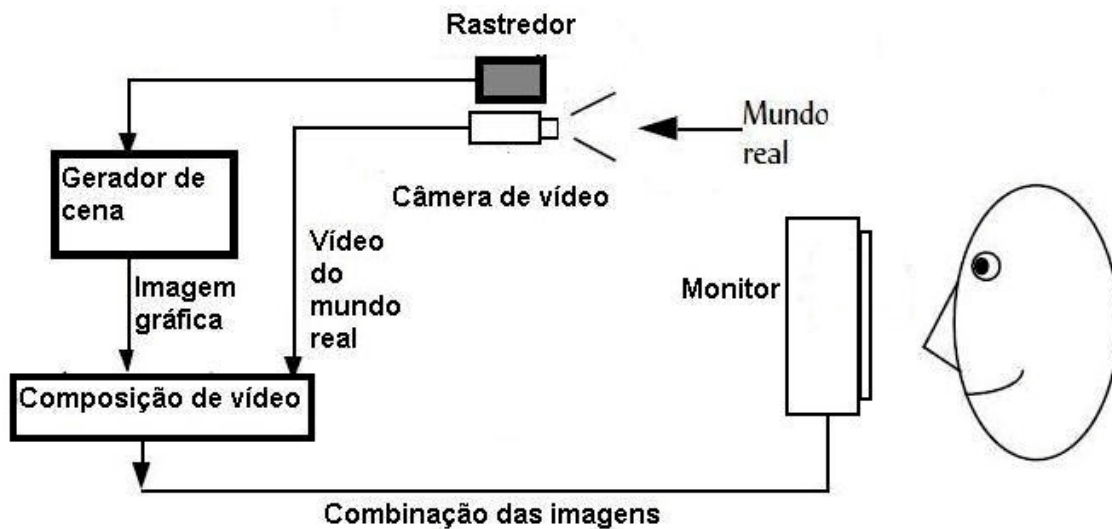 Rastredor
Mundo
real
Gerador de
cena
Câmera de vídeo
Vídeo
do
mundo
real
Imagem
gráfica
Monitor
Composição de vídeo
Combinação das imagens